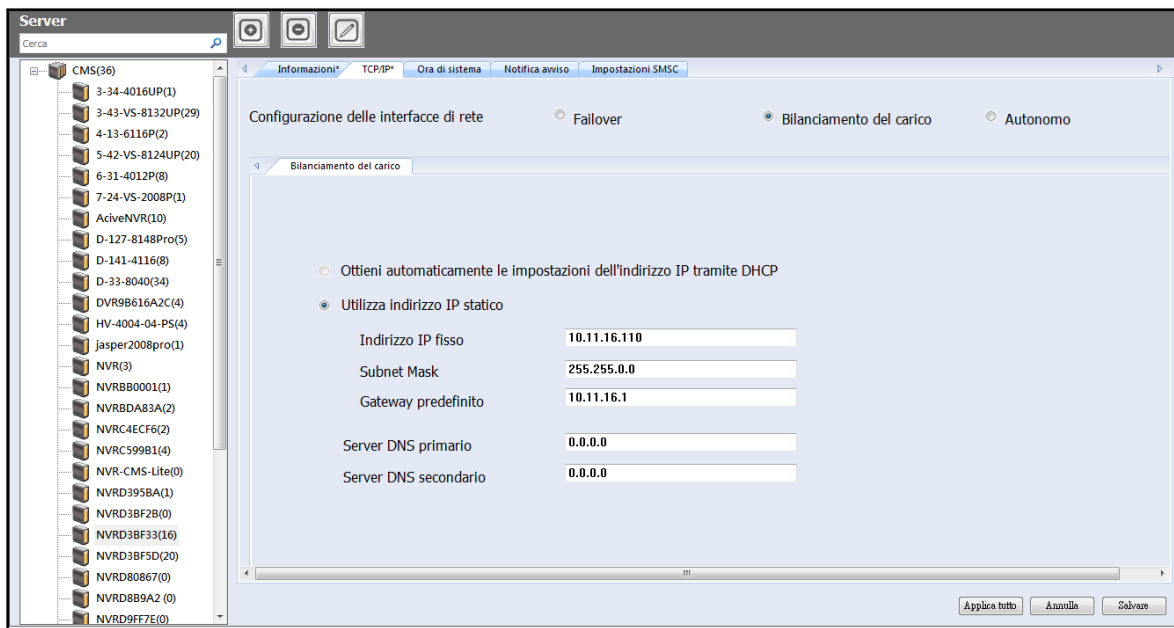 Server
Cerca
CMS(36)
3-34-4016UP(1)
3-43-VS-8132UP(29)
4-13-6116P(2)
5-42-VS-8124UP(20)
6-31-4012P(8)
7-24-VS-2008P(1)
AciveNVR(10)
D-127-8148Pro(5)
D-141-4116(8)
D-33-8040(34)
DVR9B616A2C(4)
HV-4004-04-PS(4)
jasper2008pro(1)
NVR(3)
NVRBB0001(1)
NVRBDA83A(2)
NVRC4ECF6(2)
NVRC599B1(4)
NVR-CMS-Lite(0)
NVRD395BA(1)
NVRD3BF2B(0)
NVRD3BF33(16)
NVRD3BF5D(20)
NVRD80867(0)
NVRD8B9A2 (0)
NVRD9FF7E(0)
Informazioni* TCP/IP* Ora di sistema Notifica avviso Impostazioni SMSC
Configurazione delle interfacce di rete Failover Bilanciamento del carico Autonomo
Bilanciamento del carico
Ottieni automaticamente le impostazioni dell'indirizzo IP tramite DHCP
Utilizza indirizzo IP statico
Indirizzo IP fisso 10.11.16.110
Subnet Mask 255.255.0.0
Gateway predefinito 10.11.16.1
Server DNS primario 0.0.0.0
Server DNS secondario 0.0.0.0
Applica tutto Annulla Salvare